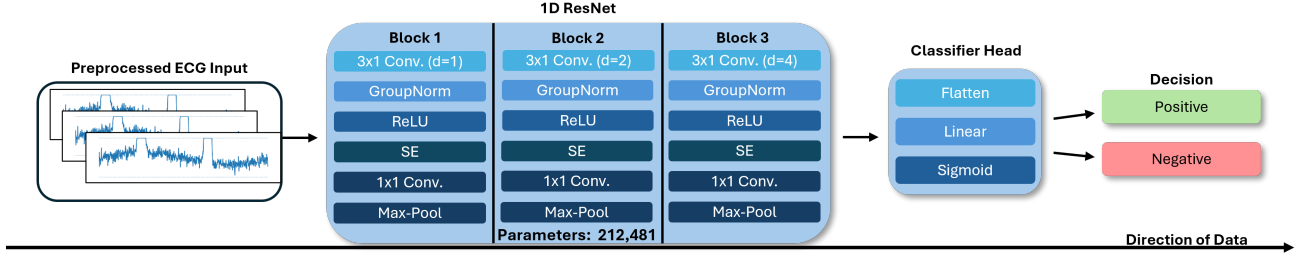 1D ResNet
Preprocessed ECG Input
Block 1
3x1 Conv. (d=1)
GroupNorm
ReLU
SE
1x1 Conv.
Max-Pool
Block 2
3x1 Conv. (d=2)
GroupNorm
ReLU
SE
1x1 Conv.
Max-Pool
Block 3
3x1 Conv. (d=4)
GroupNorm
ReLU
SE
1x1 Conv.
Max-Pool
Parameters: 212,481
Classifier Head
Flatten
Linear
Sigmoid
Decision
Positive
Negative
Direction of Data